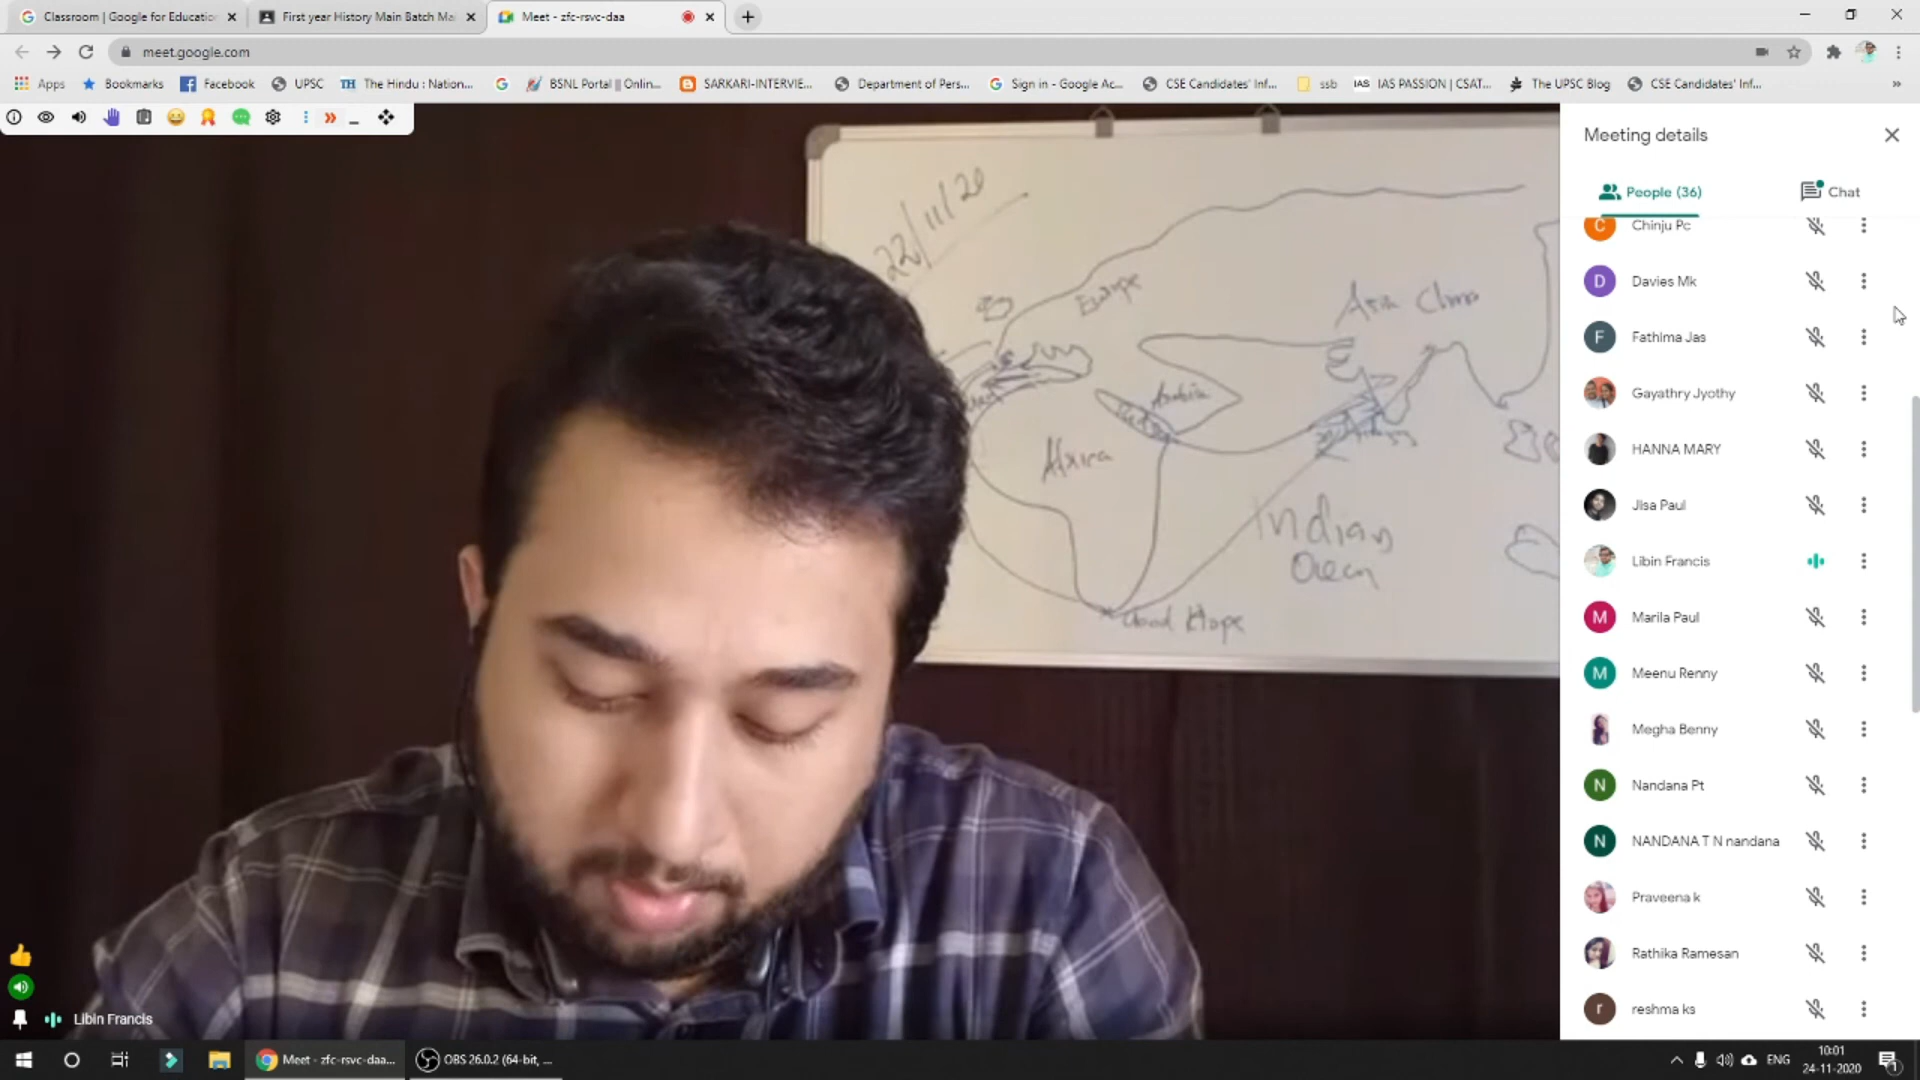 Classroom | Google for Educatio
First year History Main Batch Ma
Meet - zfc-rsvc-daa
meet.google.com
Apps
Bookmarks
Facebook
UPSC
TH The Hindu : Nation...
BSNL Portal || Onlin...
SARKARI-INTERVIE...
Department of Pers...
Sign in - Google Ac...
CSE Candidates' Inf...
ssb
IAS IAS PASSION | CSAT...
The UPSC Blog
CSE Candidates' Inf...
Meeting details
People (36)
Chat
C Chinju Pc
D Davies Mk
F Fathima Jas
Gayathry Jyothy
HANNA MARY
Jisa Paul
Libin Francis
M Marila Paul
M Meenu Renny
Megha Benny
N Nandana Pt
N NANDANA T N nandana
Praveena k
Rathika Ramesan
r reshma ks
22/11/20
Europe
Asia China
Arabia
Africa
Indian
Ocean
Good Hope
Libin Francis
Meet - zfc-rsvc-daa...
OBS 26.0.2 (64-bit, ...
ENG
10:01
24-11-2020
1